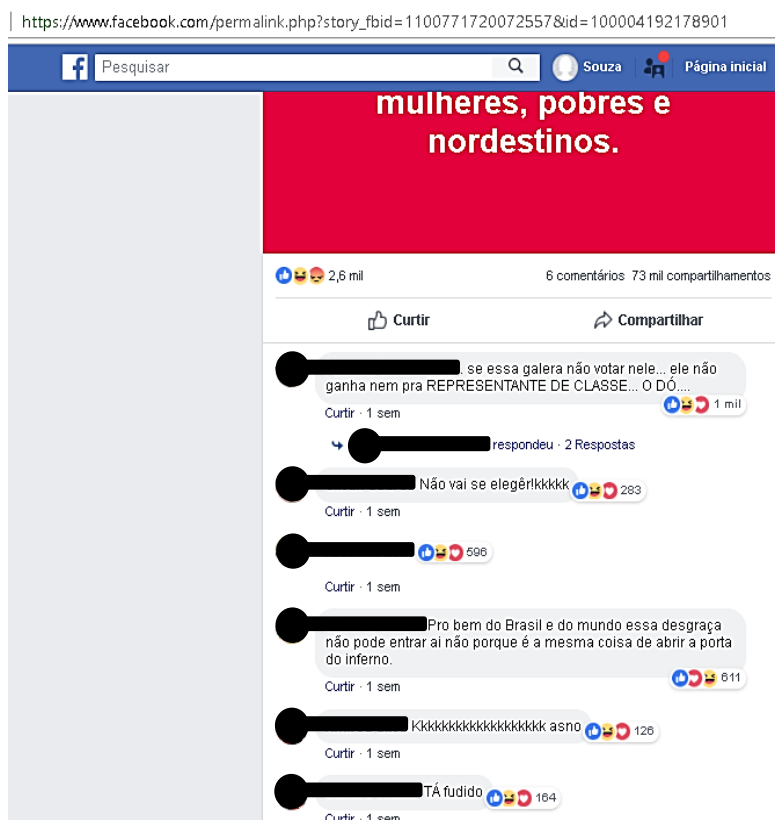 https://www.facebook.com/permalink.php?story_fbid=1100771720072557&id=100004192178901
f Pesquisar Souza Página inicial
mulheres, pobres e
nordestinos.
2,6 mil 6 comentários 73 mil compartilhamentos
Curtir Compartilhar
. se essa galera não votar nele... ele não
ganha nem pra REPRESENTANTE DE CLASSE... O DÓ....
1 mil
Curtir · 1 sem
respondeu · 2 Respostas
Não vai se elegêr!kkkkk 283
Curtir · 1 sem
596
Curtir · 1 sem
Pro bem do Brasil e do mundo essa desgraça
não pode entrar ai não porque é a mesma coisa de abrir a porta
do inferno.
611
Curtir · 1 sem
Kkkkkkkkkkkkkkkkkkk asno 126
Curtir · 1 sem
TÁ fudido 164
Curtir · 1 sem